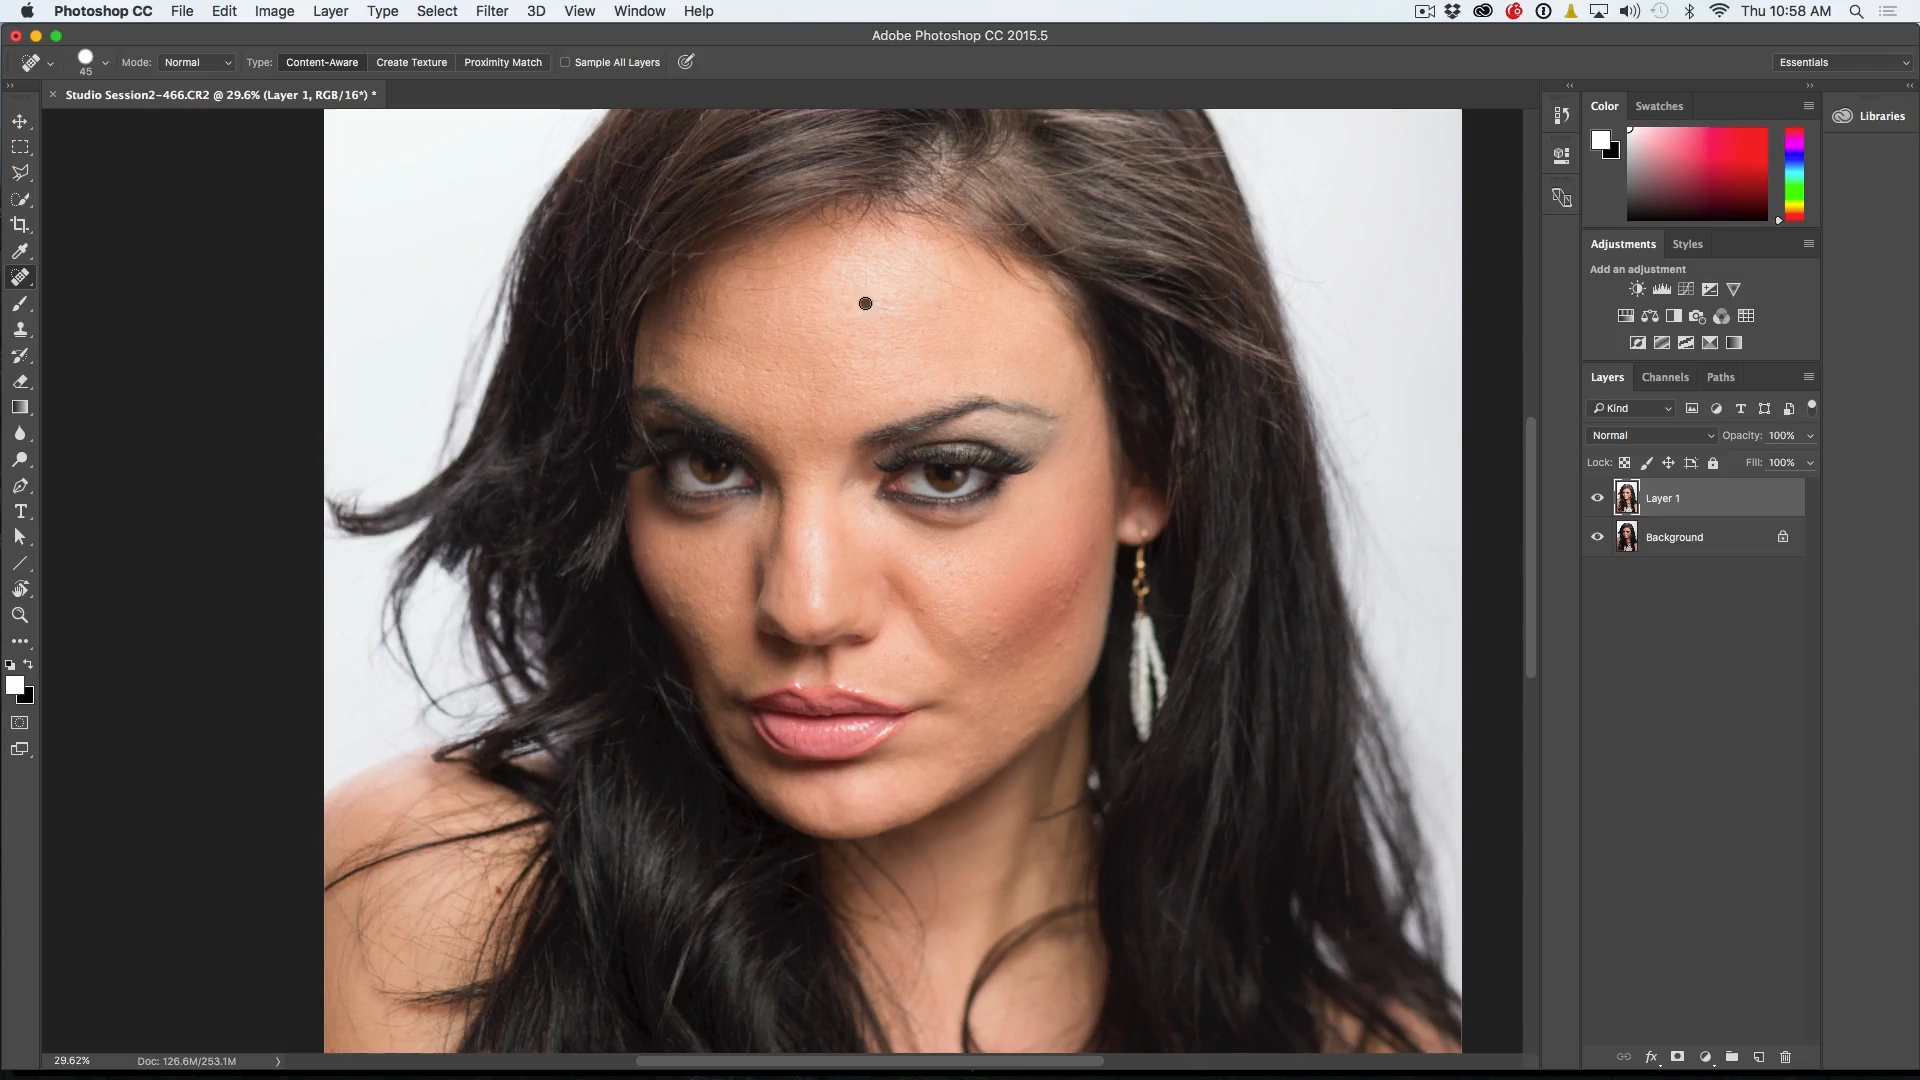 Photoshop CC File Edit Image Layer Type Select Filter 3D View Window Help Thu 10:58 AM
Adobe Photoshop CC 2015.5
45 Mode: Normal Type: Content-Aware Create Texture Proximity Match Sample All Layers Essentials
Studio Session2-466.CR2 @ 29.6% (Layer 1, RGB/16*) *
Color Swatches
Libraries
Adjustments Styles
Add an adjustment
Layers Channels Paths
Kind
Normal Opacity: 100%
Lock: Fill: 100%
Layer 1
Background
29.62% Doc: 126.6M/253.1M
fx